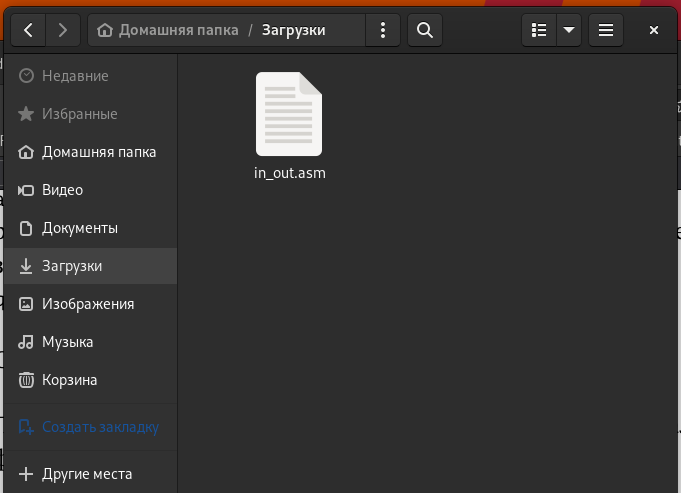 Домашняя папка / Загрузки
Недавние
Избранные
Домашняя папка
Видео
Документы
Загрузки
Изображения
Музыка
Корзина
Создать закладку
Другие места
in_out.asm